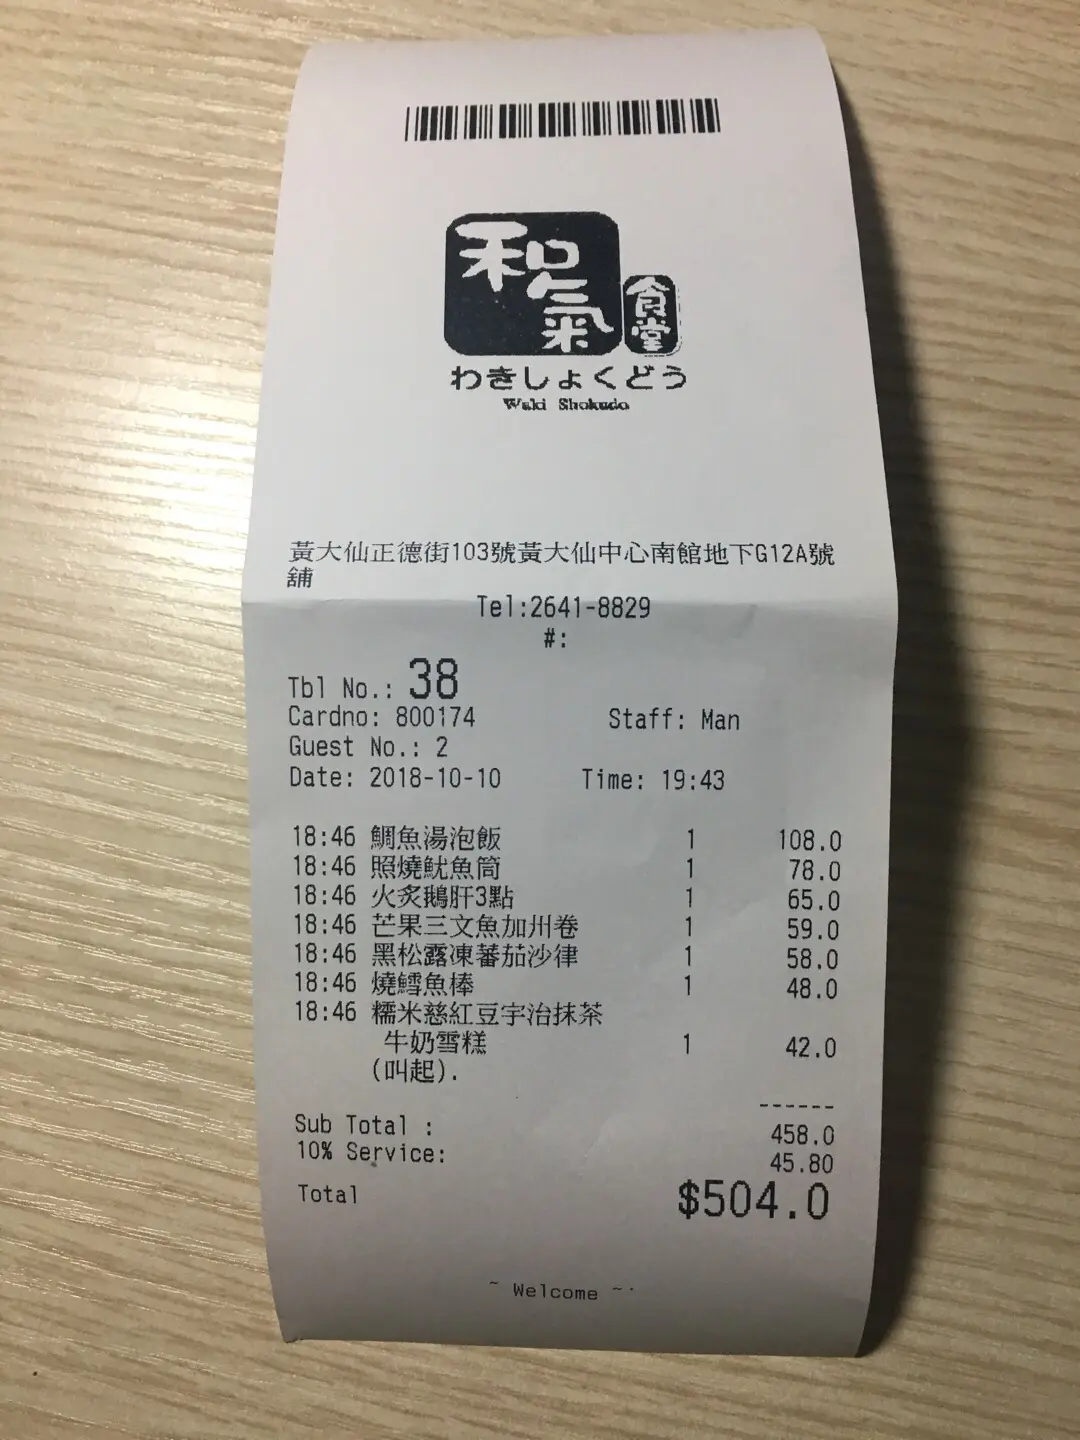 和氣
食堂
わきしょくどう
Waki Shokudo
黃大仙正德街103號黃大仙中心南館地下G12A號
舖
Tel:2641-8829
#:
Tbl No.: 38
Cardno: 800174 Staff: Man
Guest No.: 2
Date: 2018-10-10 Time: 19:43
18:46 鯛魚湯泡飯 1 108.0
18:46 照燒魷魚筒 1 78.0
18:46 火炙鵝肝3點 1 65.0
18:46 芒果三文魚加州卷 1 59.0
18:46 黑松露凍蕃茄沙律 1 58.0
18:46 燒鱈魚棒 1 48.0
18:46 糯米慈紅豆宇治抹茶
牛奶雪糕 1 42.0
(叫起).
------
Sub Total : 458.0
10% Service: 45.80
Total $504.0
~ Welcome ~